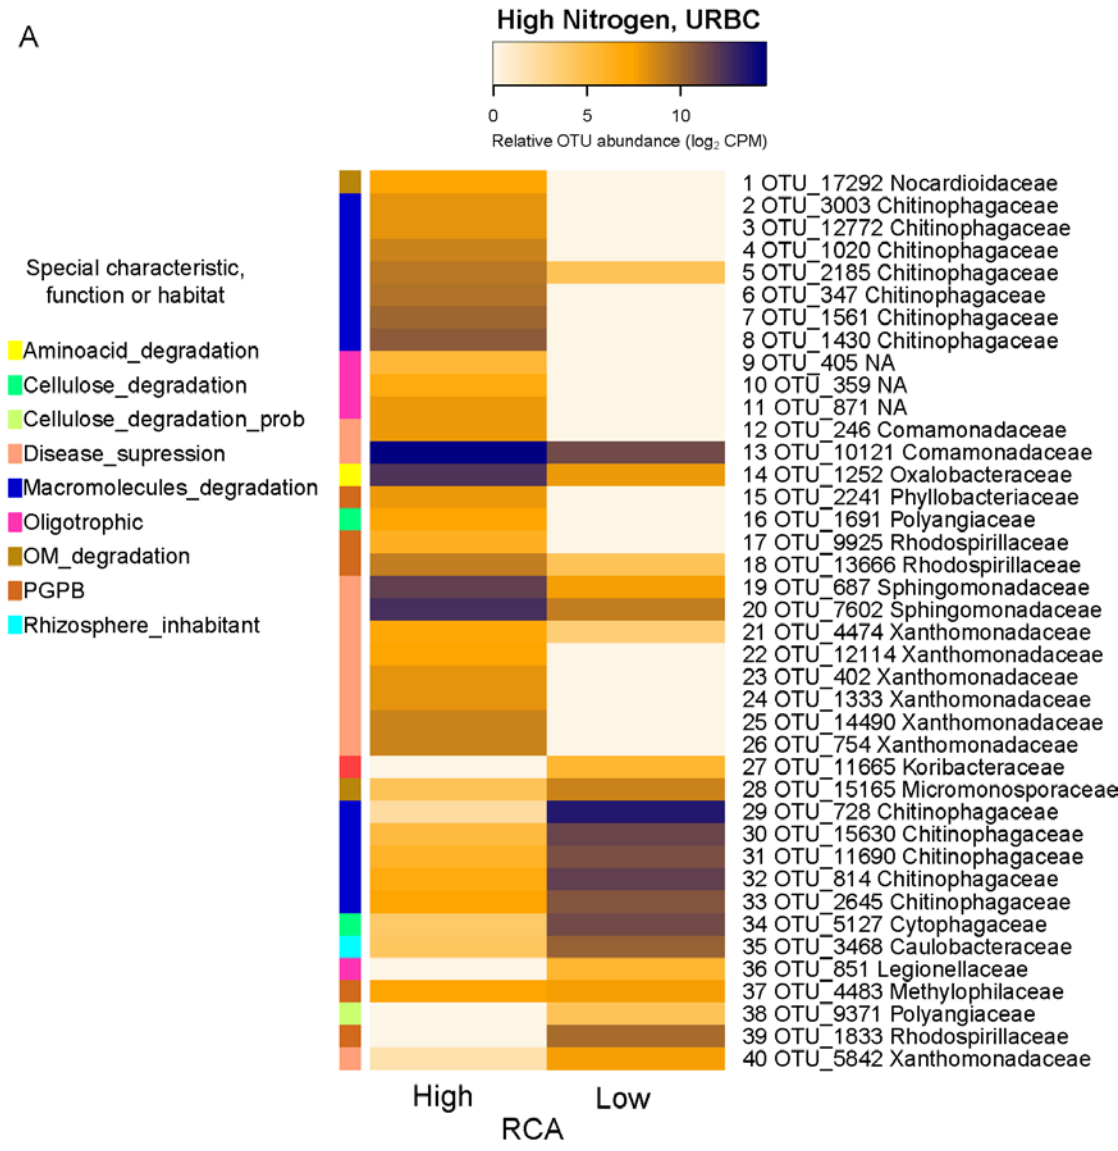 A
High Nitrogen, URBC
0 5 10
Relative OTU abundance (log₂ CPM)
Special characteristic,
function or habitat
Aminoacid_degradation
Cellulose_degradation
Cellulose_degradation_prob
Disease_supression
Macromolecules_degradation
Oligotrophic
OM_degradation
PGPB
Rhizosphere_inhabitant
1 OTU_17292 Nocardioidaceae
2 OTU_3003 Chitinophagaceae
3 OTU_12772 Chitinophagaceae
4 OTU_1020 Chitinophagaceae
5 OTU_2185 Chitinophagaceae
6 OTU_347 Chitinophagaceae
7 OTU_1561 Chitinophagaceae
8 OTU_1430 Chitinophagaceae
9 OTU_405 NA
10 OTU_359 NA
11 OTU_871 NA
12 OTU_246 Comamonadaceae
13 OTU_10121 Comamonadaceae
14 OTU_1252 Oxalobacteraceae
15 OTU_2241 Phyllobacteriaceae
16 OTU_1691 Polyangiaceae
17 OTU_9925 Rhodospirillaceae
18 OTU_13666 Rhodospirillaceae
19 OTU_687 Sphingomonadaceae
20 OTU_7602 Sphingomonadaceae
21 OTU_4474 Xanthomonadaceae
22 OTU_12114 Xanthomonadaceae
23 OTU_402 Xanthomonadaceae
24 OTU_1333 Xanthomonadaceae
25 OTU_14490 Xanthomonadaceae
26 OTU_754 Xanthomonadaceae
27 OTU_11665 Koribacteraceae
28 OTU_15165 Micromonosporaceae
29 OTU_728 Chitinophagaceae
30 OTU_15630 Chitinophagaceae
31 OTU_11690 Chitinophagaceae
32 OTU_814 Chitinophagaceae
33 OTU_2645 Chitinophagaceae
34 OTU_5127 Cytophagaceae
35 OTU_3468 Caulobacteraceae
36 OTU_851 Legionellaceae
37 OTU_4483 Methylophilaceae
38 OTU_9371 Polyangiaceae
39 OTU_1833 Rhodospirillaceae
40 OTU_5842 Xanthomonadaceae
High Low
RCA